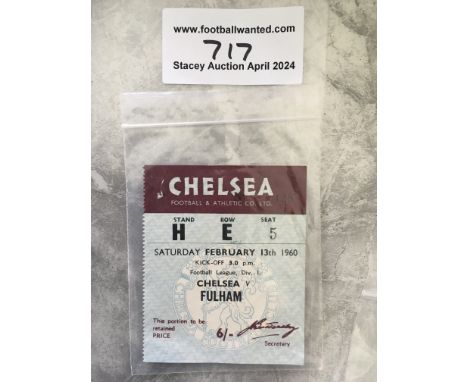 www.footballwanted.com
717
Stacey Auction April 2024
CHELSEA
FOOTBALL & ATHLETIC CO. LTD.
STAND ROW SEAT
H E 5
SATURDAY FEBRUARY 13th 1960
KICK-OFF 3.0 p.m.
Football League, Div. I.
CHELSEA V
FULHAM
This portion to be
retained
PRICE 6/-
Secretary